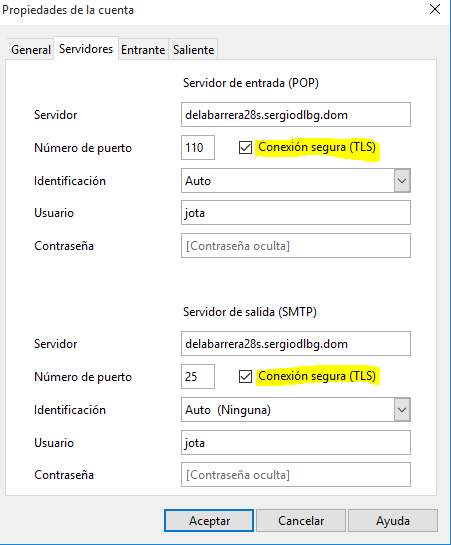 Propiedades de la cuenta
General Servidores Entrante Saliente
Servidor de entrada (POP)
Servidor delabarrera28s.sergiodlbg.dom
Número de puerto 110 Conexión segura (TLS)
Identificación Auto
Usuario jota
Contraseña [Contraseña oculta]
Servidor de salida (SMTP)
Servidor delabarrera28s.sergiodlbg.dom
Número de puerto 25 Conexión segura (TLS)
Identificación Auto (Ninguna)
Usuario jota
Contraseña [Contraseña oculta]
Aceptar Cancelar Ayuda